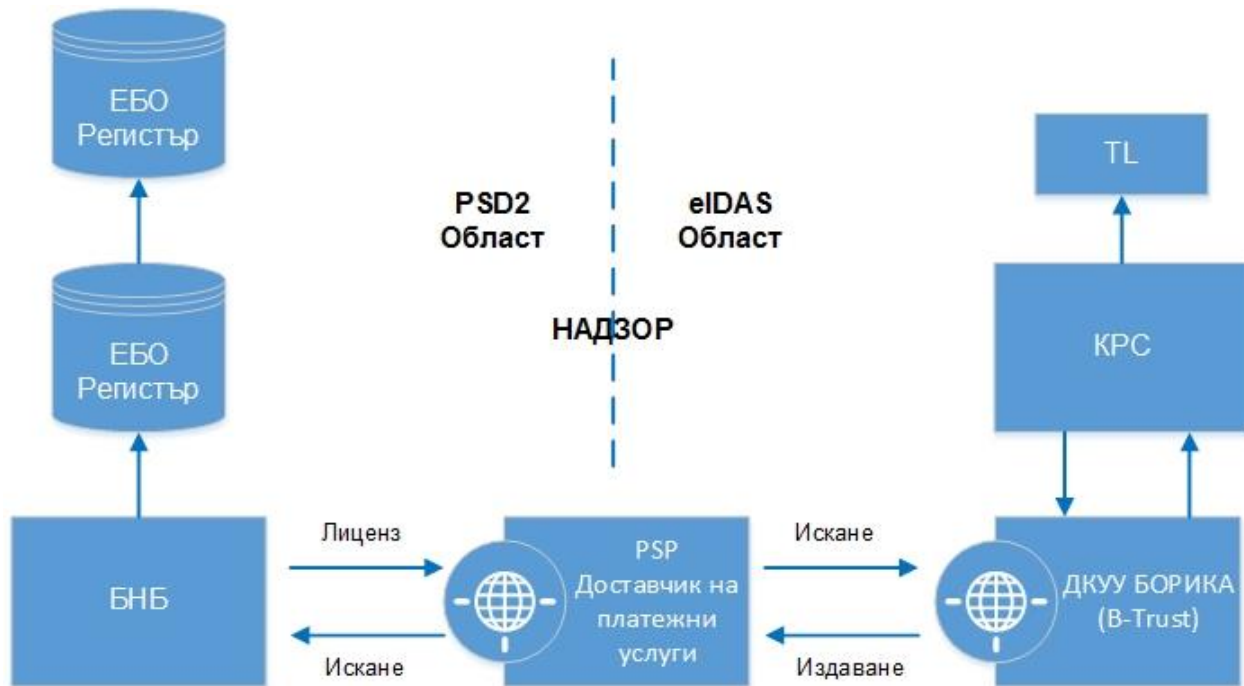 ЕБО
Регистър
TL
PSD2
Област
eIDAS
Област
ЕБО
Регистър
НАДЗОР
КРС
Лиценз
Искане
БНБ
PSP
Доставчик на
платежни
услуги
ДКУУ БОРИКА
(B-Trust)
Искане
Издаване